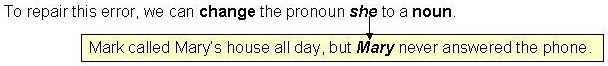 To repair this error, we can change the pronoun she to a noun.
Mark called Mary's house all day, but Mary never answered the phone.